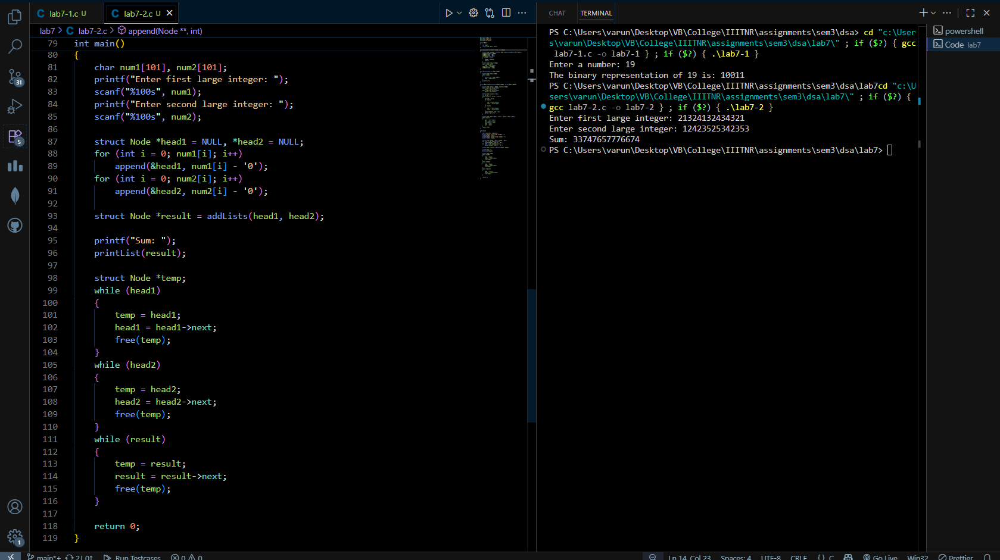 lab7-1.c U
lab7-2.c U
lab7 > lab7-2.c > append(Node **, int)
79 int main()
80 {
81 char num1[101], num2[101];
82 printf("Enter first large integer: ");
83 scanf("%100s", num1);
84 printf("Enter second large integer: ");
85 scanf("%100s", num2);
86
87 struct Node *head1 = NULL, *head2 = NULL;
88 for (int i = 0; num1[i]; i++)
89 append(&head1, num1[i] - '0');
90 for (int i = 0; num2[i]; i++)
91 append(&head2, num2[i] - '0');
92
93 struct Node *result = addLists(head1, head2);
94
95 printf("Sum: ");
96 printList(result);
97
98 struct Node *temp;
99 while (head1)
100 {
101 temp = head1;
102 head1 = head1->next;
103 free(temp);
104 }
105 while (head2)
106 {
107 temp = head2;
108 head2 = head2->next;
109 free(temp);
110 }
111 while (result)
112 {
113 temp = result;
114 result = result->next;
115 free(temp);
116 }
117
118 return 0;
119 }
31
5
1
CHAT TERMINAL
PS C:\Users\varun\Desktop\VB\College\IIITNR\assignments\sem3\dsa> cd "c:\User
s\varun\Desktop\VB\College\IIITNR\assignments\sem3\dsa\lab7\" ; if ($?) { gcc
lab7-1.c -o lab7-1 } ; if ($?) { .\lab7-1 }
Enter a number: 19
The binary representation of 19 is: 10011
PS C:\Users\varun\Desktop\VB\College\IIITNR\assignments\sem3\dsa\lab7cd "c:\U
sers\varun\Desktop\VB\College\IIITNR\assignments\sem3\dsa\lab7\" ; if ($?) {
gcc lab7-2.c -o lab7-2 } ; if ($?) { .\lab7-2 }
Enter first large integer: 21324132434321
Enter second large integer: 12423525342353
Sum: 33747657776674
PS C:\Users\varun\Desktop\VB\College\IIITNR\assignments\sem3\dsa\lab7>
powershell
Code lab7
main*+ 2↓ 0↑ Run Testcases 0 0
Ln 14, Col 23 Spaces: 4 UTF-8 CRLF {} C Go Live Win32 Prettier